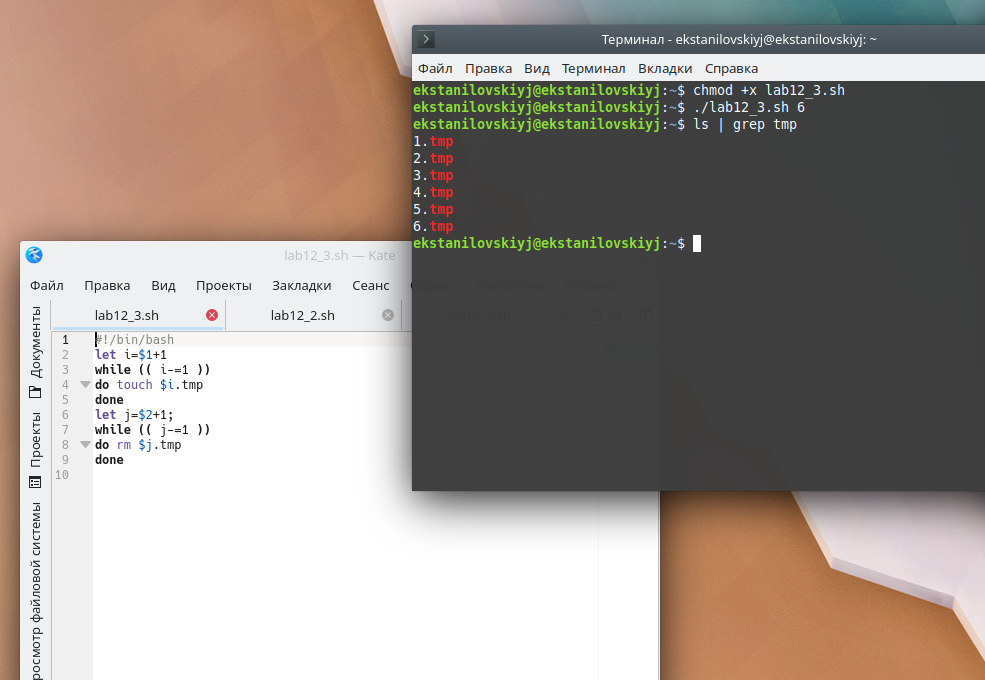 Терминал - ekstanilovskiyj@ekstanilovskiyj: ~
Файл Правка Вид Терминал Вкладки Справка
ekstanilovskiyj@ekstanilovskiyj:~$ chmod +x lab12_3.sh
ekstanilovskiyj@ekstanilovskiyj:~$ ./lab12_3.sh 6
ekstanilovskiyj@ekstanilovskiyj:~$ ls | grep tmp
1.tmp
2.tmp
3.tmp
4.tmp
5.tmp
6.tmp
ekstanilovskiyj@ekstanilovskiyj:~$
lab12_3.sh — Kate
Файл Правка Вид Проекты Закладки Сеанс
lab12_3.sh lab12_2.sh
Документы
Проекты
росмотр файловой системы
1 #!/bin/bash
2 let i=$1+1
3 while (( i-=1 ))
4 do touch $i.tmp
5 done
6 let j=$2+1;
7 while (( j-=1 ))
8 do rm $j.tmp
9 done
10